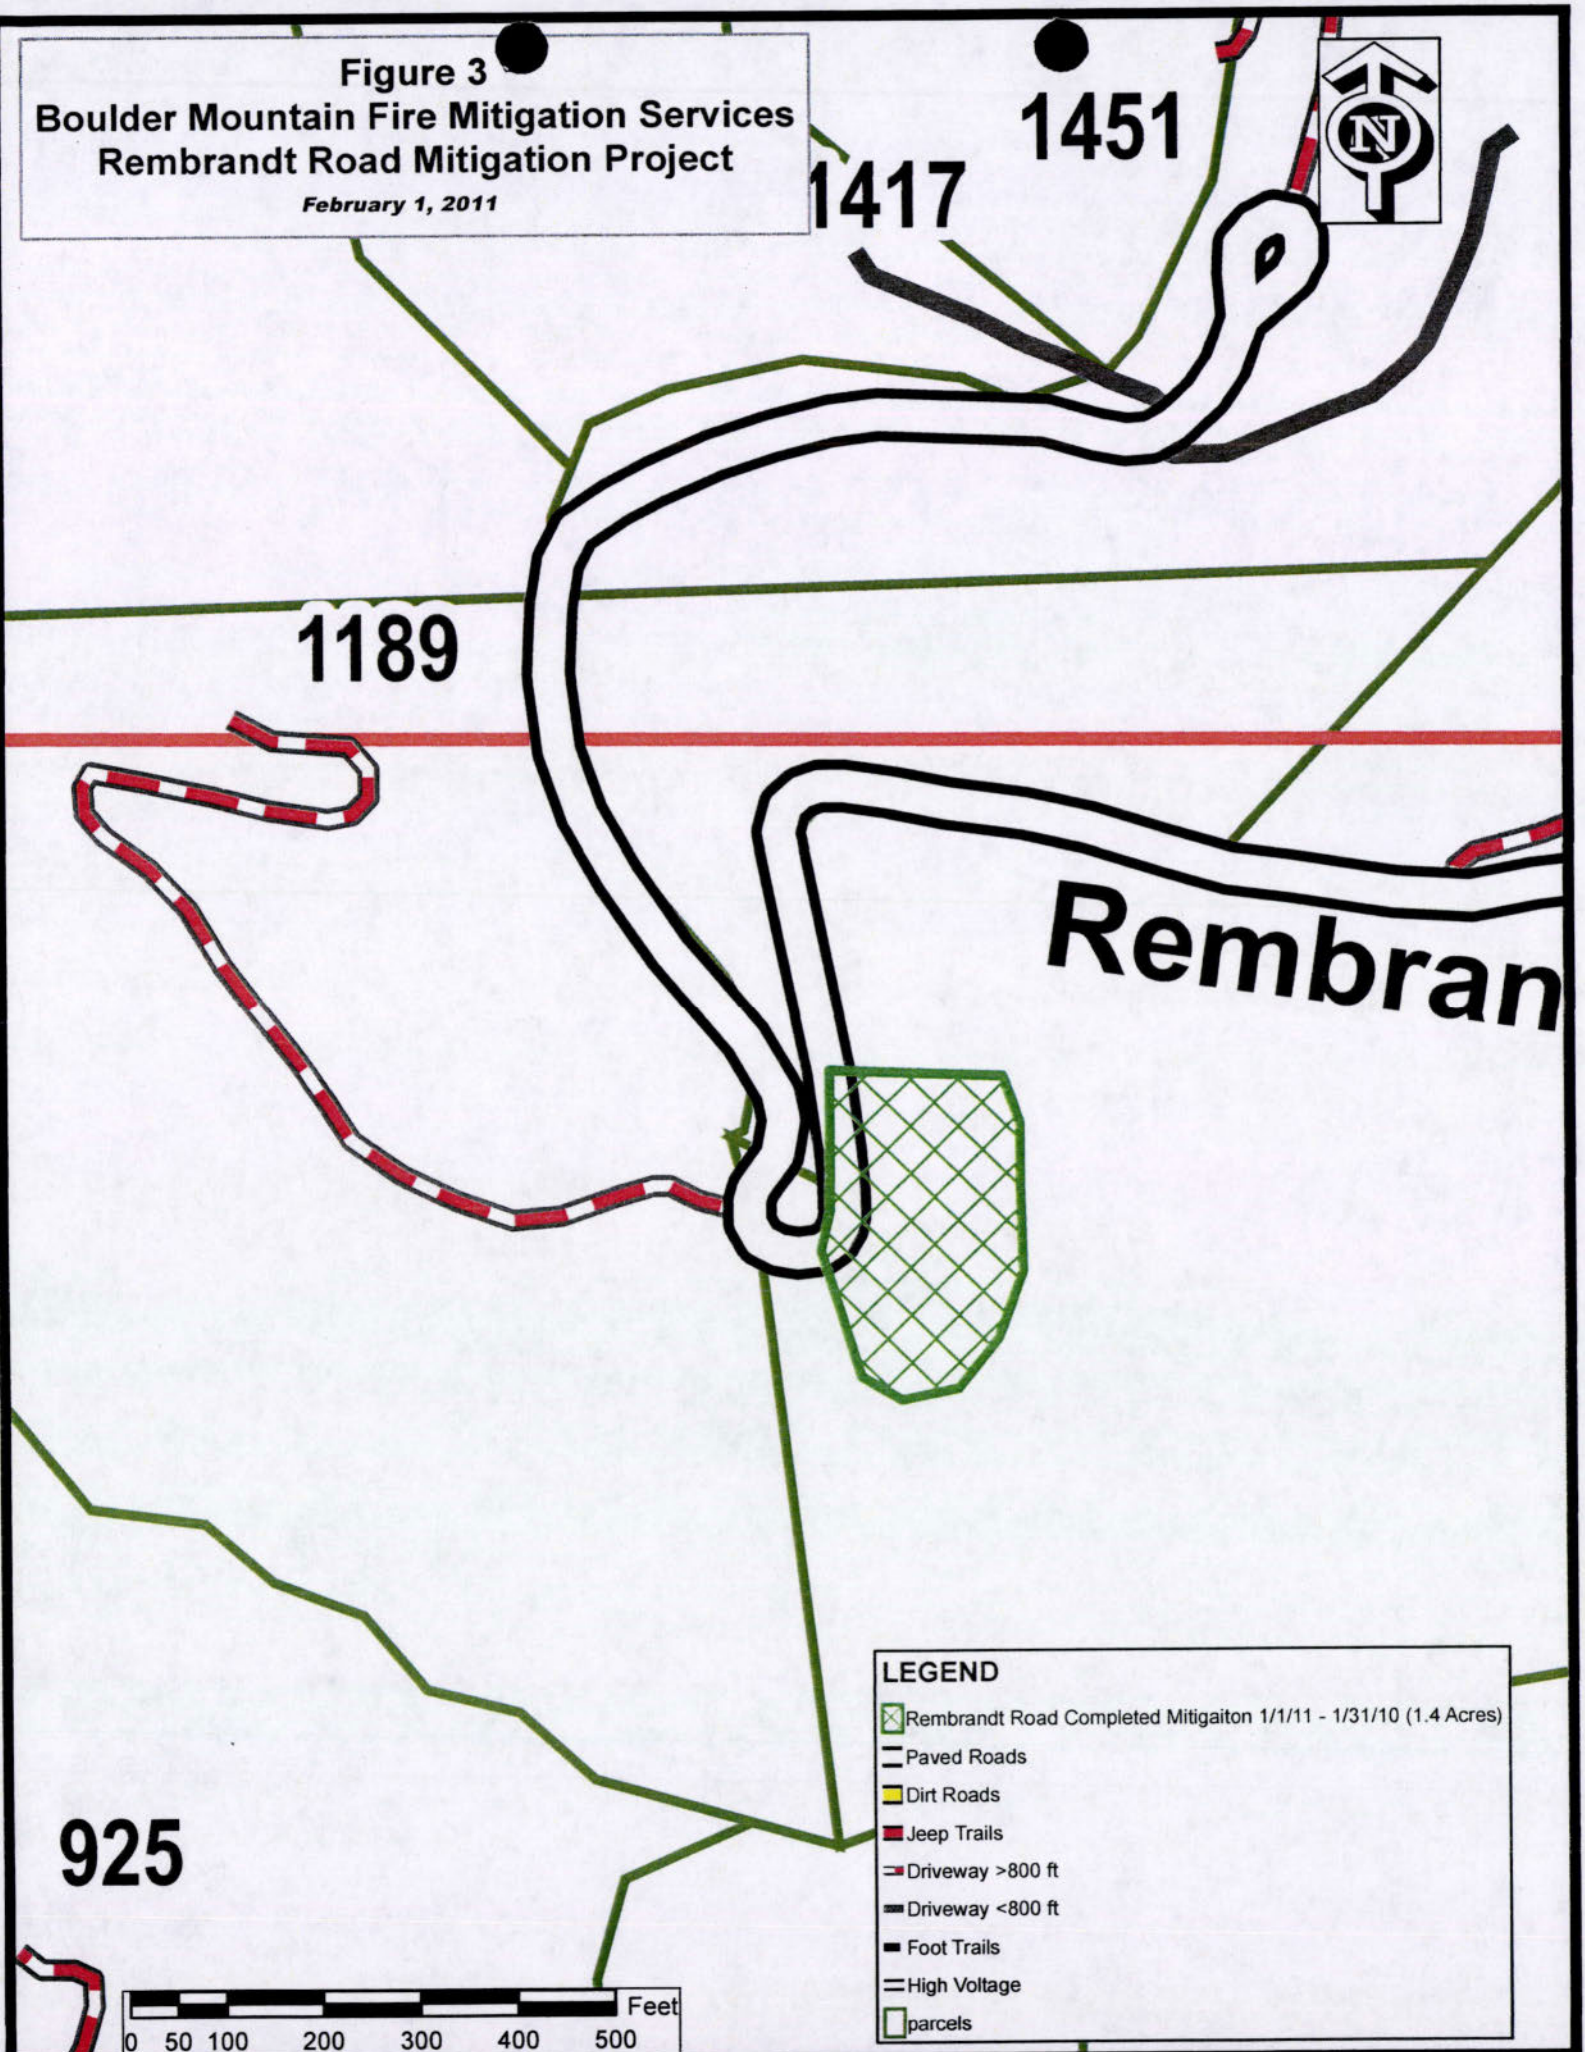 Figure 3
Boulder Mountain Fire Mitigation Services
Rembrandt Road Mitigation Project
February 1, 2011
1451
N
1417
1189
Rembran
LEGEND
Rembrandt Road Completed Mitigaiton 1/1/11 - 1/31/10 (1.4 Acres)
Paved Roads
Dirt Roads
Jeep Trails
Driveway >800 ft
Driveway <800 ft
Foot Trails
High Voltage
parcels
925
Feet
0 50 100 200 300 400 500